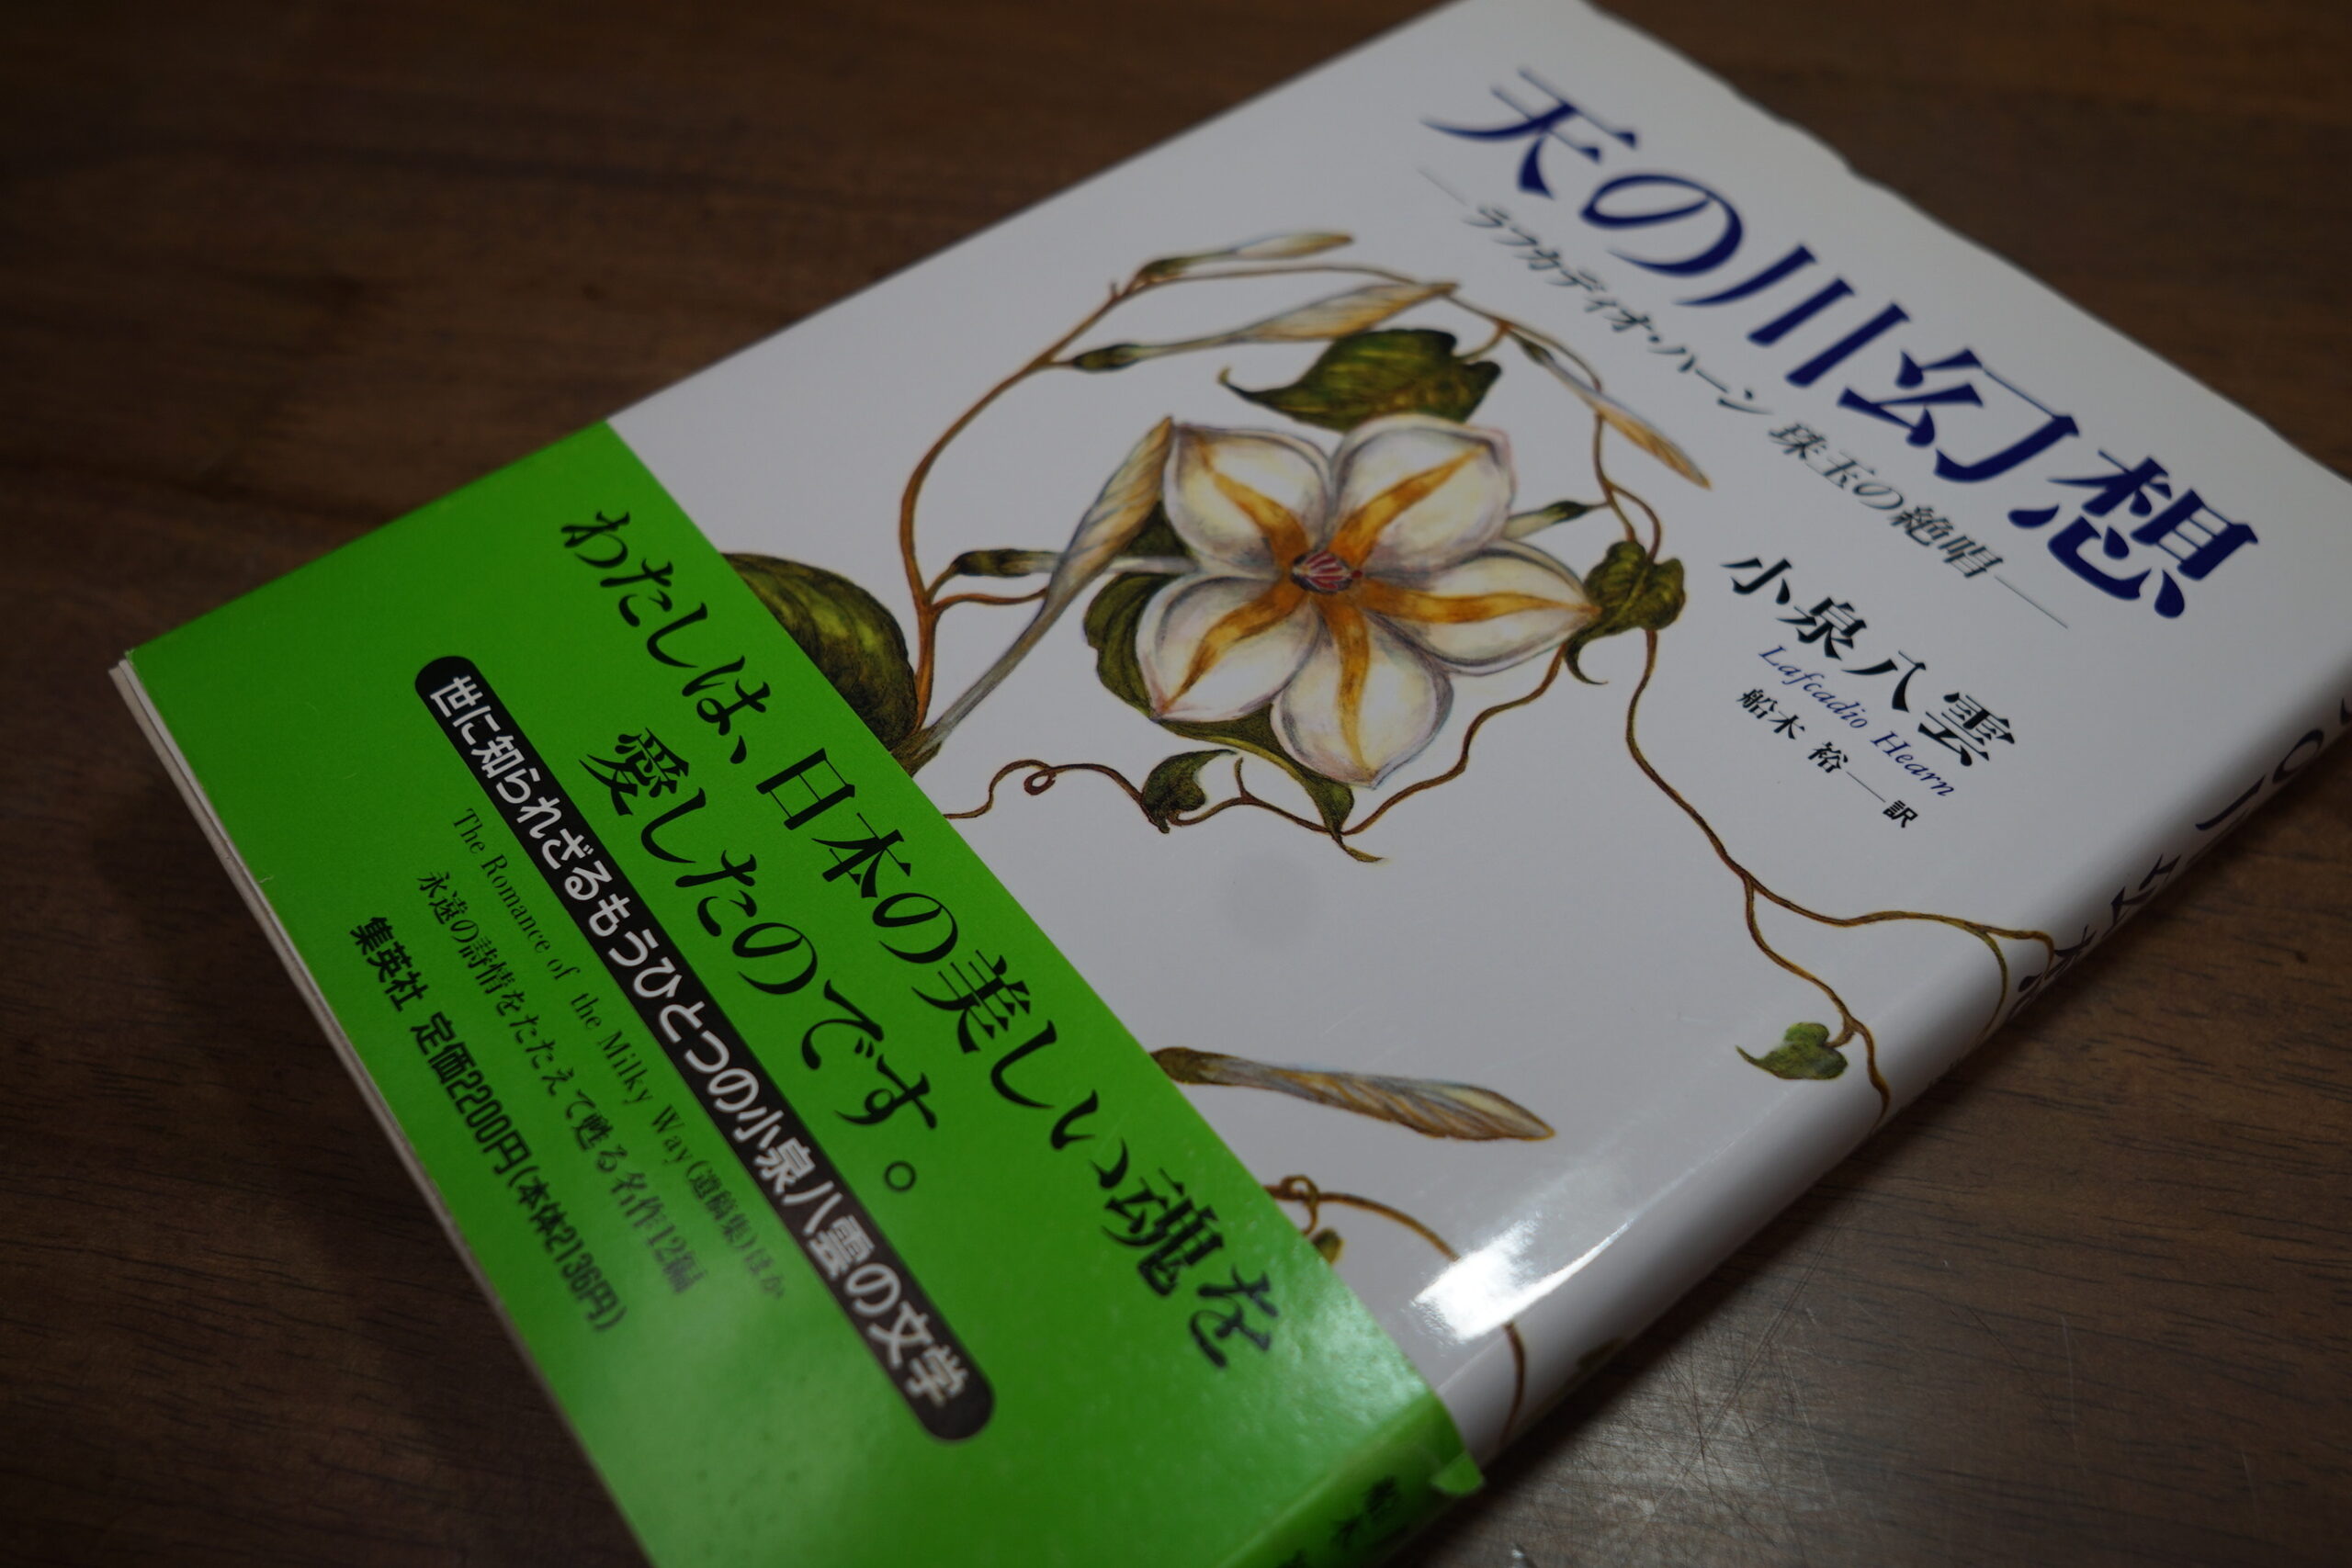 天の川幻想
―ラフカディオ・ハーン 珠玉の絶唱―
小泉八雲
Lafcadio Hearn
船木 裕―訳
わたしは、日本の美しい魂を
愛したのです。
世に知られざるもうひとつの小泉八雲の文学
The Romance of the Milky Way(遺稿集)ほか
永遠の詩情をたたえて甦る名作12編
集英社 定価2200円(本体2136円)